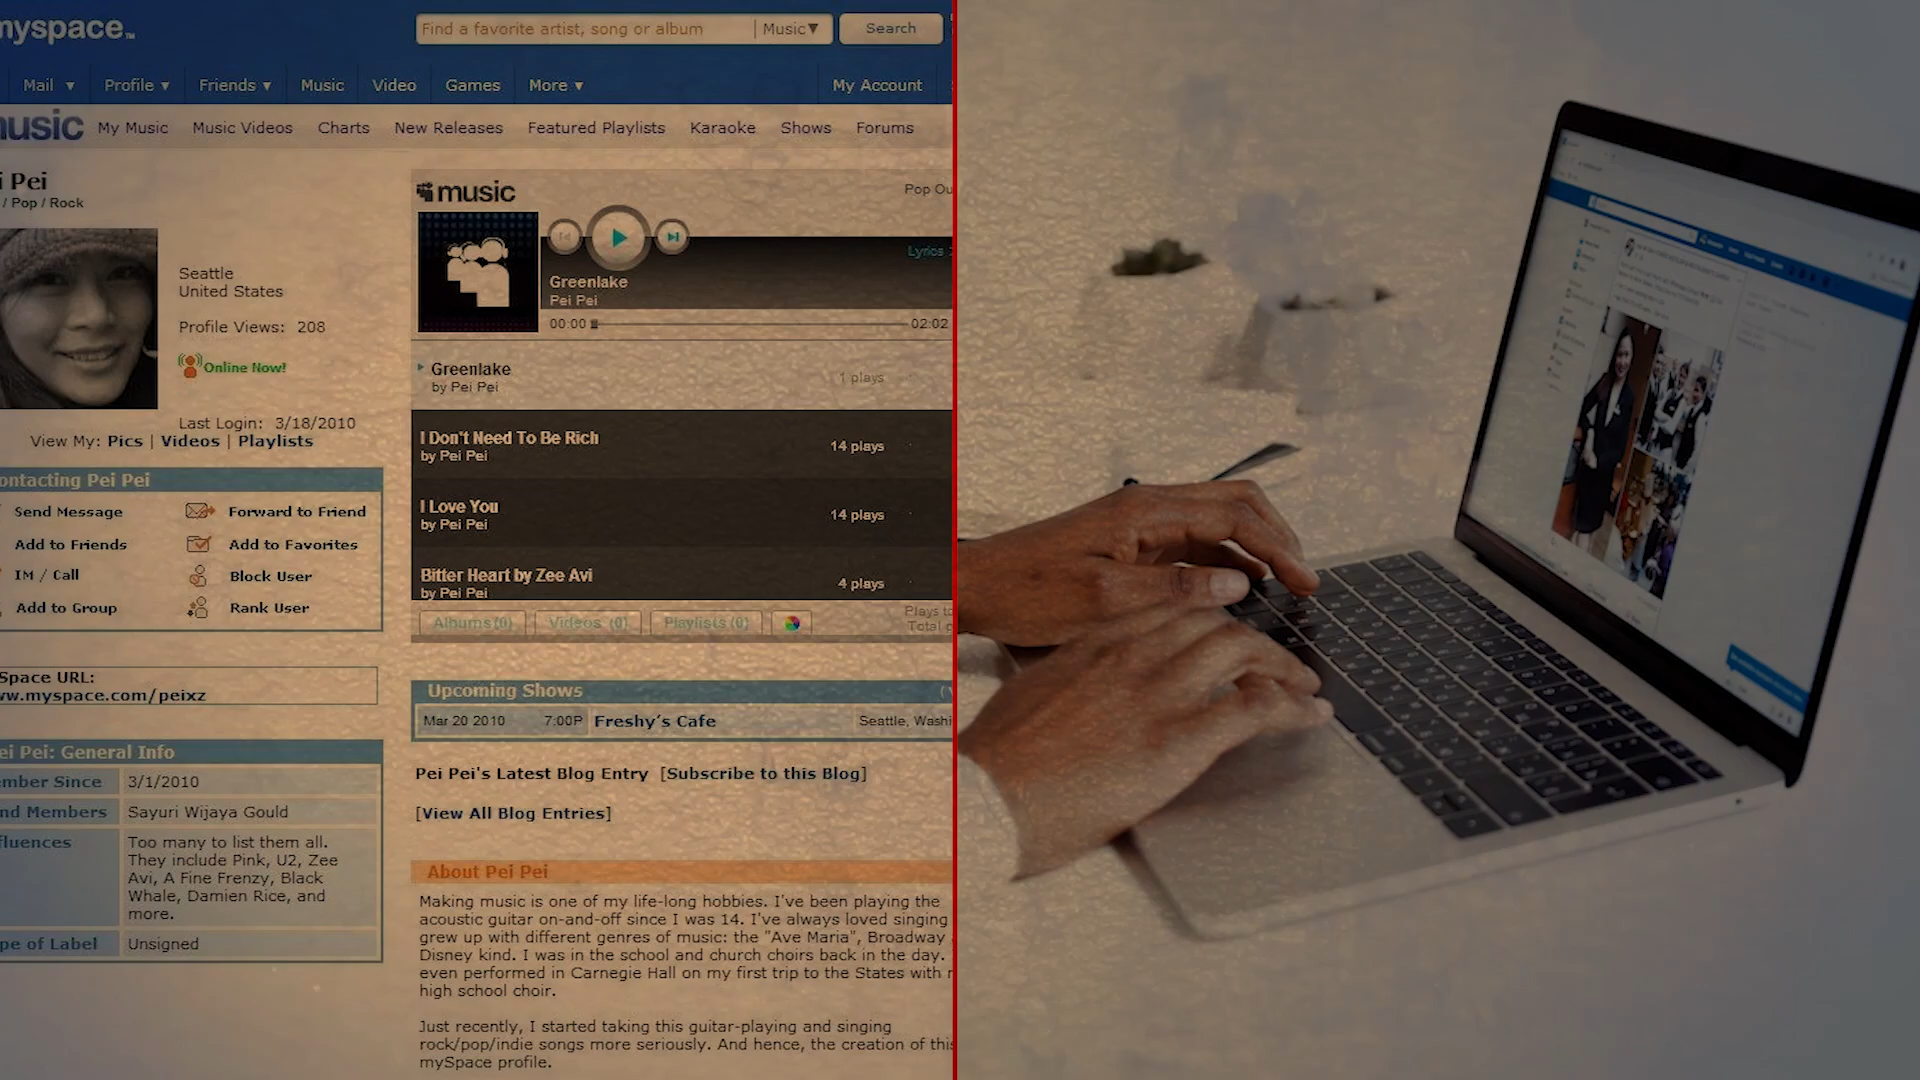 myspace
Find a favorite artist, song or album Music▼ Search
Mail ▼ Profile ▼ Friends ▼ Music Video Games More ▼ My Account
music My Music Music Videos Charts New Releases Featured Playlists Karaoke Shows Forums
i Pei
/ Pop / Rock
Seattle
United States
Profile Views: 208
Online Now!
Last Login: 3/18/2010
View My: Pics | Videos | Playlists
ontacting Pei Pei
Send Message Forward to Friend
Add to Friends Add to Favorites
IM / Call Block User
Add to Group Rank User
Space URL:
ww.myspace.com/peixz
ei Pei: General Info
mber Since 3/1/2010
nd Members Sayuri Wijaya Gould
fluences Too many to list them all.
They include Pink, U2, Zee
Avi, A Fine Frenzy, Black
Whale, Damien Rice, and
more.
pe of Label Unsigned
music Pop Ou
Lyrics
Greenlake
Pei Pei
00:00 02:02
Greenlake
by Pei Pei
1 plays
I Don't Need To Be Rich
by Pei Pei
14 plays
I Love You
by Pei Pei
14 plays
Bitter Heart by Zee Avi
by Pei Pei
4 plays
Albums (0) Videos (0) Playlists (0)
Plays to
Total p
Upcoming Shows
Mar 20 2010 7:00P Freshy's Cafe Seattle, Washi
Pei Pei's Latest Blog Entry [Subscribe to this Blog]
[View All Blog Entries]
About Pei Pei
Making music is one of my life-long hobbies. I've been playing the
acoustic guitar on-and-off since I was 14. I've always loved singing
grew up with different genres of music: the "Ave Maria", Broadway
Disney kind. I was in the school and church choirs back in the day.
even performed in Carnegie Hall on my first trip to the States with
high school choir.
Just recently, I started taking this guitar-playing and singing
rock/pop/indie songs more seriously. And hence, the creation of this
mySpace profile.